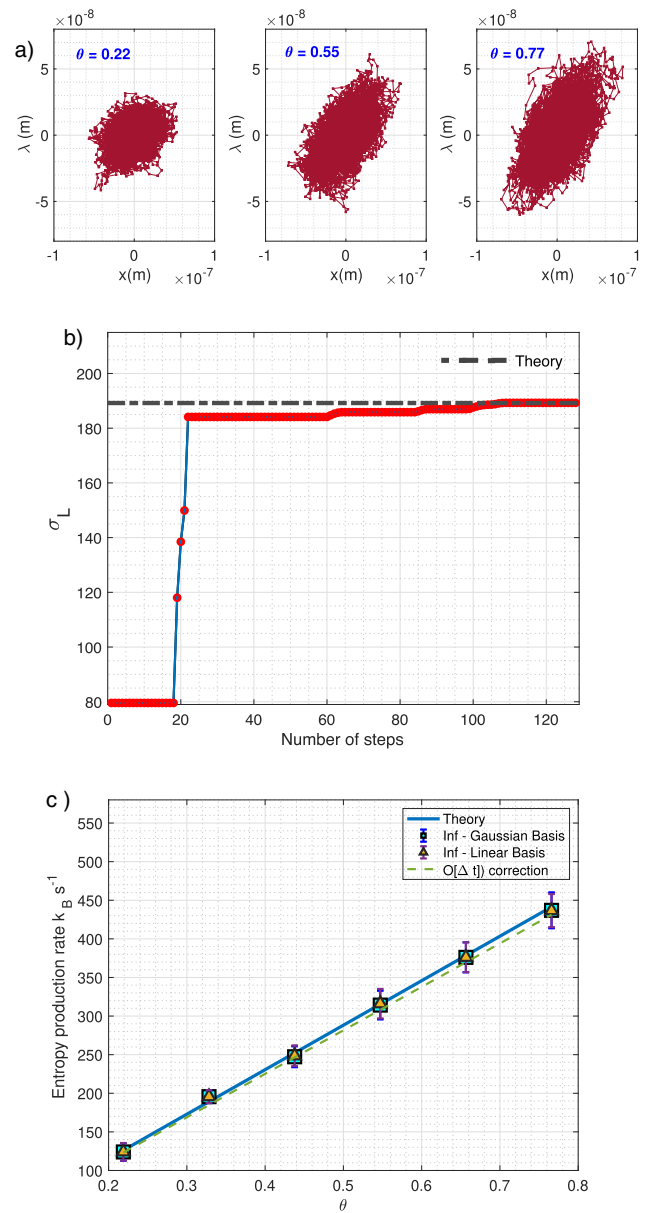 a)
×10⁻⁸ ×10⁻⁸ ×10⁻⁸
θ = 0.22 θ = 0.55 θ = 0.77
5 5 5
λ (m) λ (m) λ (m)
0 0 0
-5 -5 -5
-1 0 1 -1 0 1 -1 0 1
x(m) ×10⁻⁷ x(m) ×10⁻⁷ x(m) ×10⁻⁷
b)
Theory
200
180
160
140
120
100
80
σ_L
0 20 40 60 80 100 120
Number of steps
c )
Theory
Inf - Gaussian Basis
Inf - Linear Basis
O[Δ t]) correction
550
500
450
400
350
300
250
200
150
100
Entropy production rate k_B s⁻¹
0.2 0.3 0.4 0.5 0.6 0.7 0.8
θ